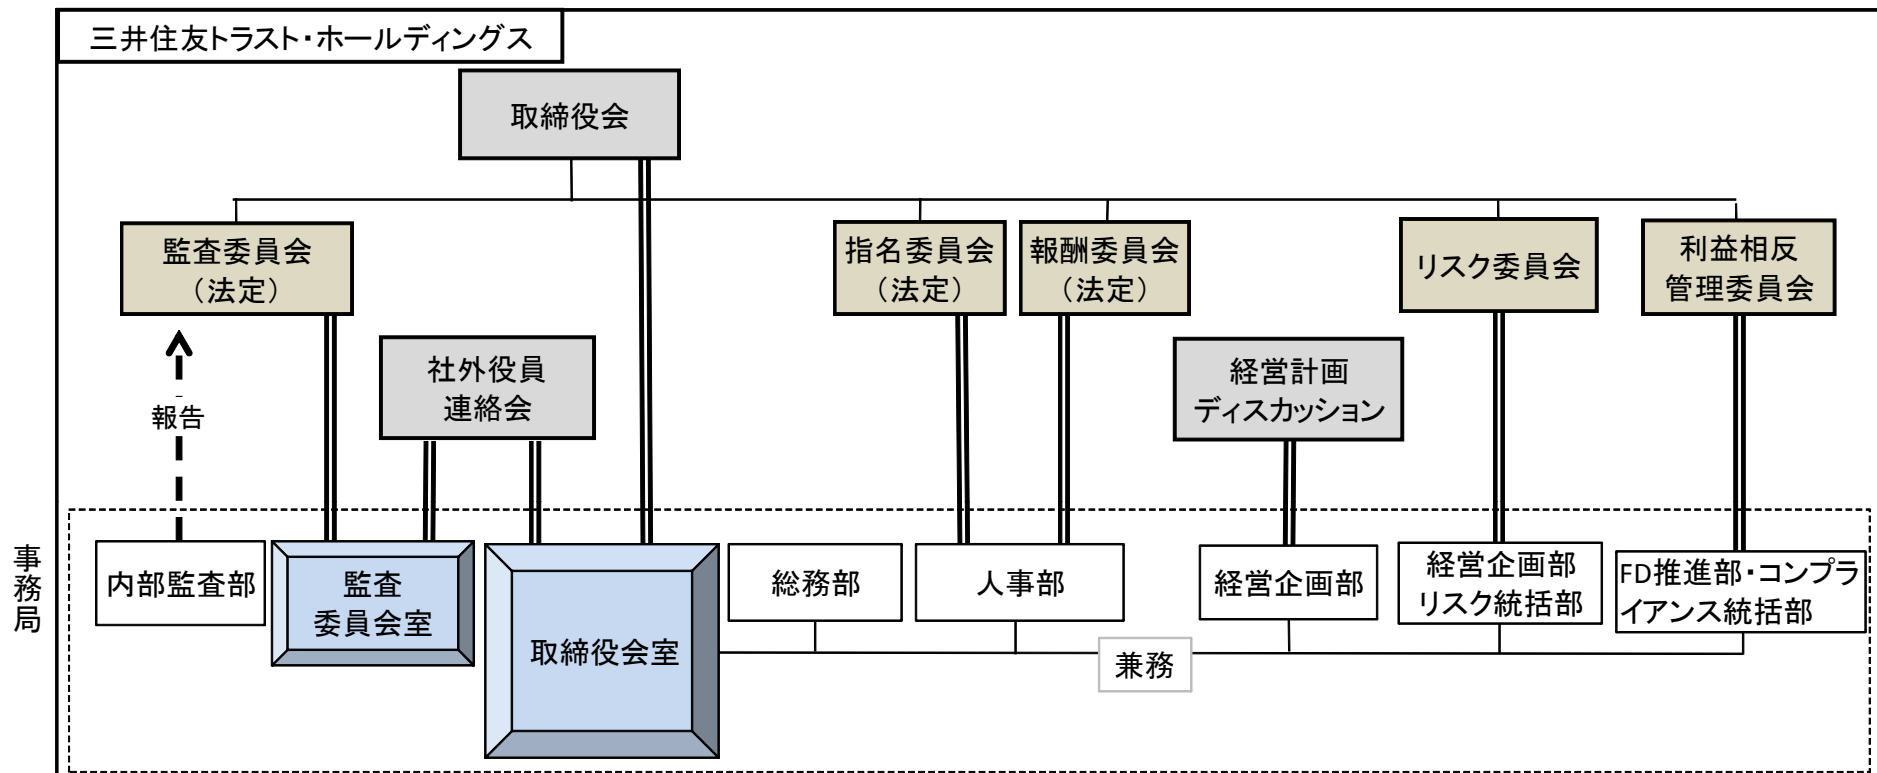 三井住友トラスト・ホールディングス
取締役会
監査委員会
（法定）
指名委員会
（法定）
報酬委員会
（法定）
リスク委員会
利益相反
管理委員会
社外役員
連絡会
経営計画
ディスカッション
報告
事務局
内部監査部
監査
委員会室
取締役会室
総務部
人事部
経営企画部
経営企画部
リスク統括部
FD推進部・コンプラ
イアンス統括部
兼務